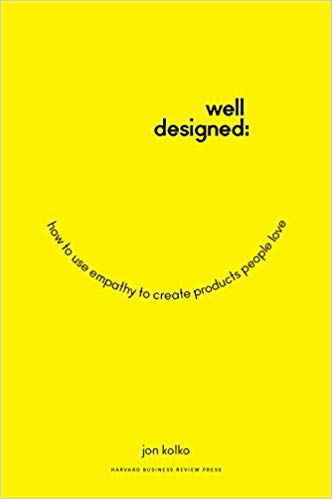 well
designed:
how to use empathy to create products people love
jon kolko
HARVARD BUSINESS REVIEW PRESS